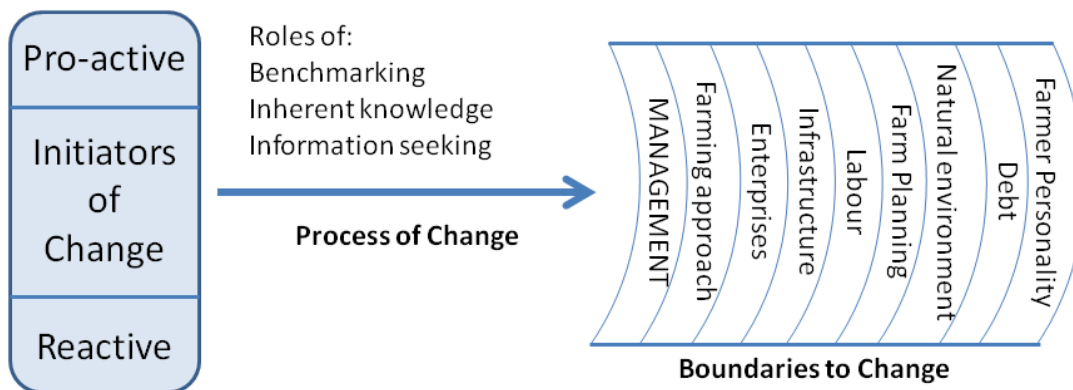 Pro-active
Initiators
of
Change
Reactive
Roles of:
Benchmarking
Inherent knowledge
Information seeking
Process of Change
MANAGEMENT
Farming approach
Enterprises
Infrastructure
Labour
Farm Planning
Natural environment
Debt
Farmer Personality
Boundaries to Change